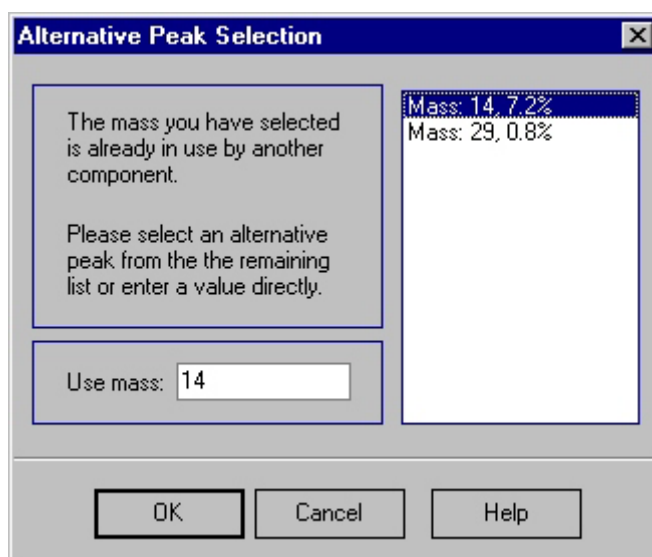 Alternative Peak Selection
The mass you have selected
is already in use by another
component.
Please select an alternative
peak from the the remaining
list or enter a value directly.
Use mass: 14
Mass: 14, 7.2%
Mass: 29, 0.8%
OK
Cancel
Help